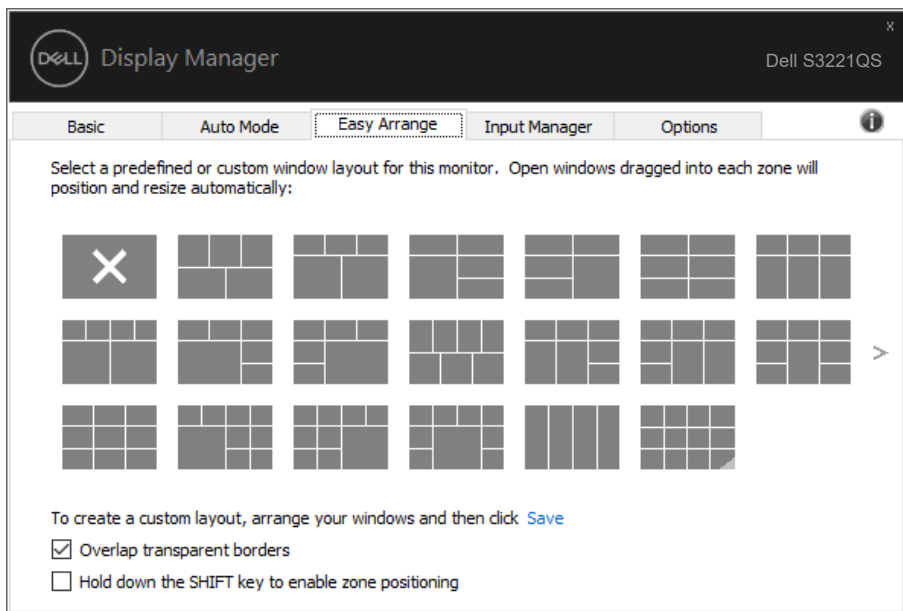 x
DELL Display Manager
Dell S3221QS
Basic Auto Mode Easy Arrange Input Manager Options i
Select a predefined or custom window layout for this monitor. Open windows dragged into each zone will
position and resize automatically:
>
To create a custom layout, arrange your windows and then click Save
Overlap transparent borders
Hold down the SHIFT key to enable zone positioning